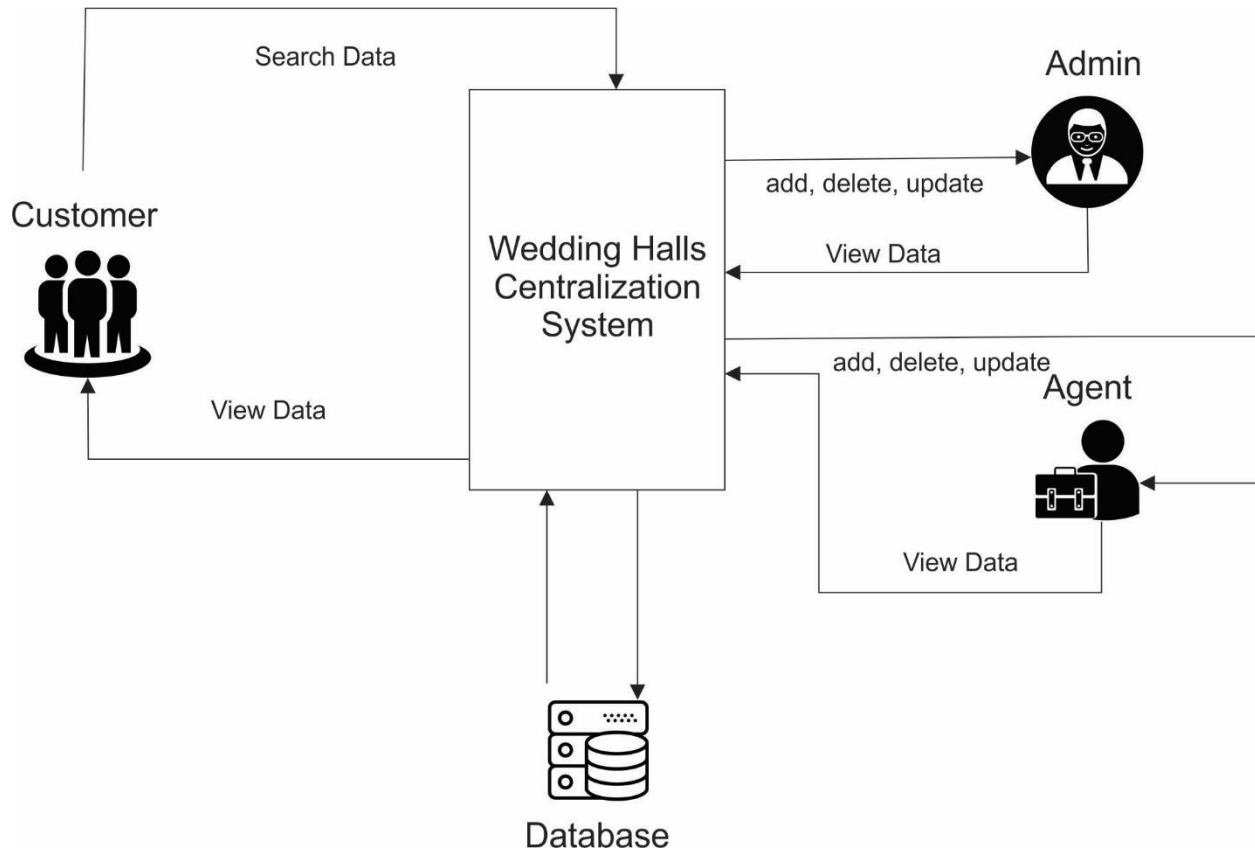 Search Data
Admin
add, delete, update
Customer
Wedding Halls
Centralization
System
View Data
add, delete, update
Agent
View Data
View Data
Database